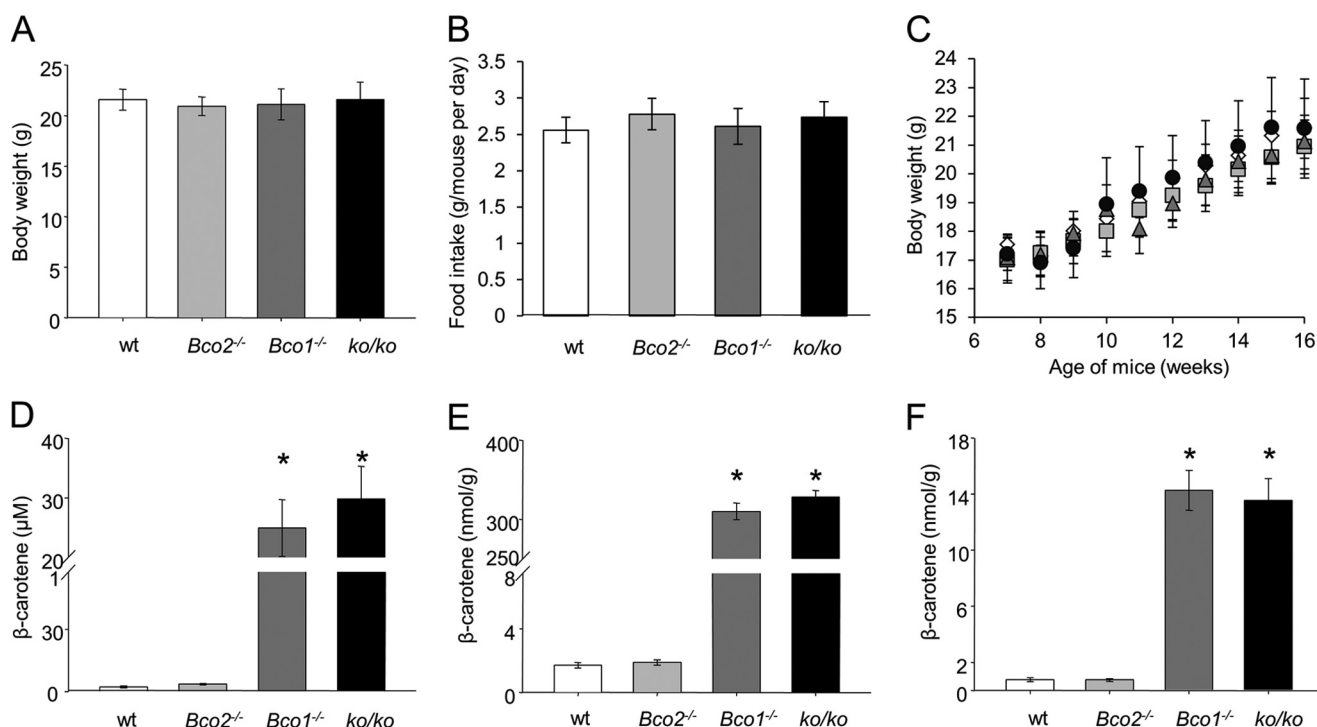 A
Body weight (g)
25
20
15
10
5
0
wt
Bco2-/-
Bco1-/-
ko/ko
B
Food intake (g/mouse per day)
3.5
3
2.5
2
1.5
1
0.5
0
wt
Bco2-/-
Bco1-/-
ko/ko
C
Body weight (g)
24
23
22
21
20
19
18
17
16
15
6
8
10
12
14
16
Age of mice (weeks)
D
β-carotene (µM)
40
30
20
1
30
0
*
*
wt
Bco2-/-
Bco1-/-
ko/ko
E
β-carotene (nmol/g)
400
300
250
8
4
0
*
*
wt
Bco2-/-
Bco1-/-
ko/ko
F
β-carotene (nmol/g)
18
14
10
6
2
0
*
*
wt
Bco2-/-
Bco1-/-
ko/ko